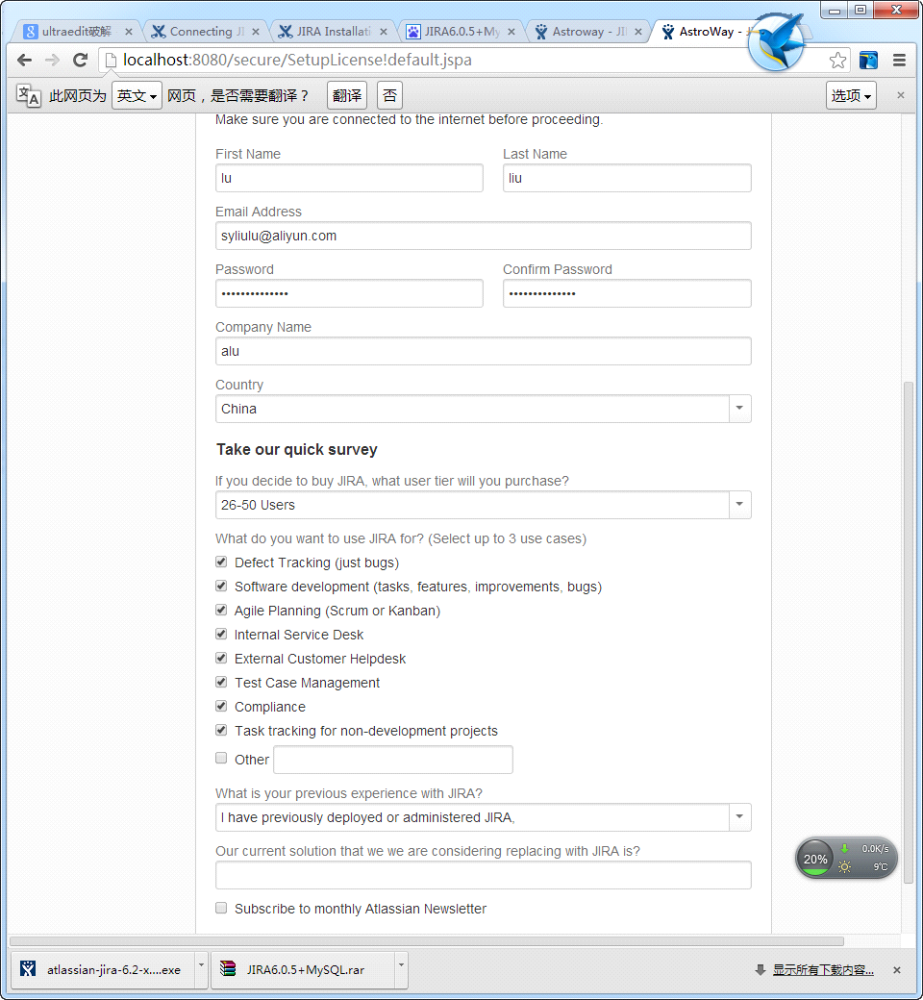 ultraedit破解
Connecting JI
JIRA Installati
JIRA6.0.5+My
Astroway - JI
AstroWay -
localhost:8080/secure/SetupLicense!default.jspa
此网页为 英文 网页，是否需要翻译？ 翻译 否 选项
Make sure you are connected to the internet before proceeding.
First Name Last Name
lu liu
Email Address
syliulu@aliyun.com
Password Confirm Password
•••••••••••••• ••••••••••••••
Company Name
alu
Country
China
Take our quick survey
If you decide to buy JIRA, what user tier will you purchase?
26-50 Users
What do you want to use JIRA for? (Select up to 3 use cases)
Defect Tracking (just bugs)
Software development (tasks, features, improvements, bugs)
Agile Planning (Scrum or Kanban)
Internal Service Desk
External Customer Helpdesk
Test Case Management
Compliance
Task tracking for non-development projects
Other
What is your previous experience with JIRA?
I have previously deployed or administered JIRA,
Our current solution that we we are considering replacing with JIRA is?
20% 0.0K/s
9℃
Subscribe to monthly Atlassian Newsletter
atlassian-jira-6.2-x....exe JIRA6.0.5+MySQL.rar 显示所有下载内容...